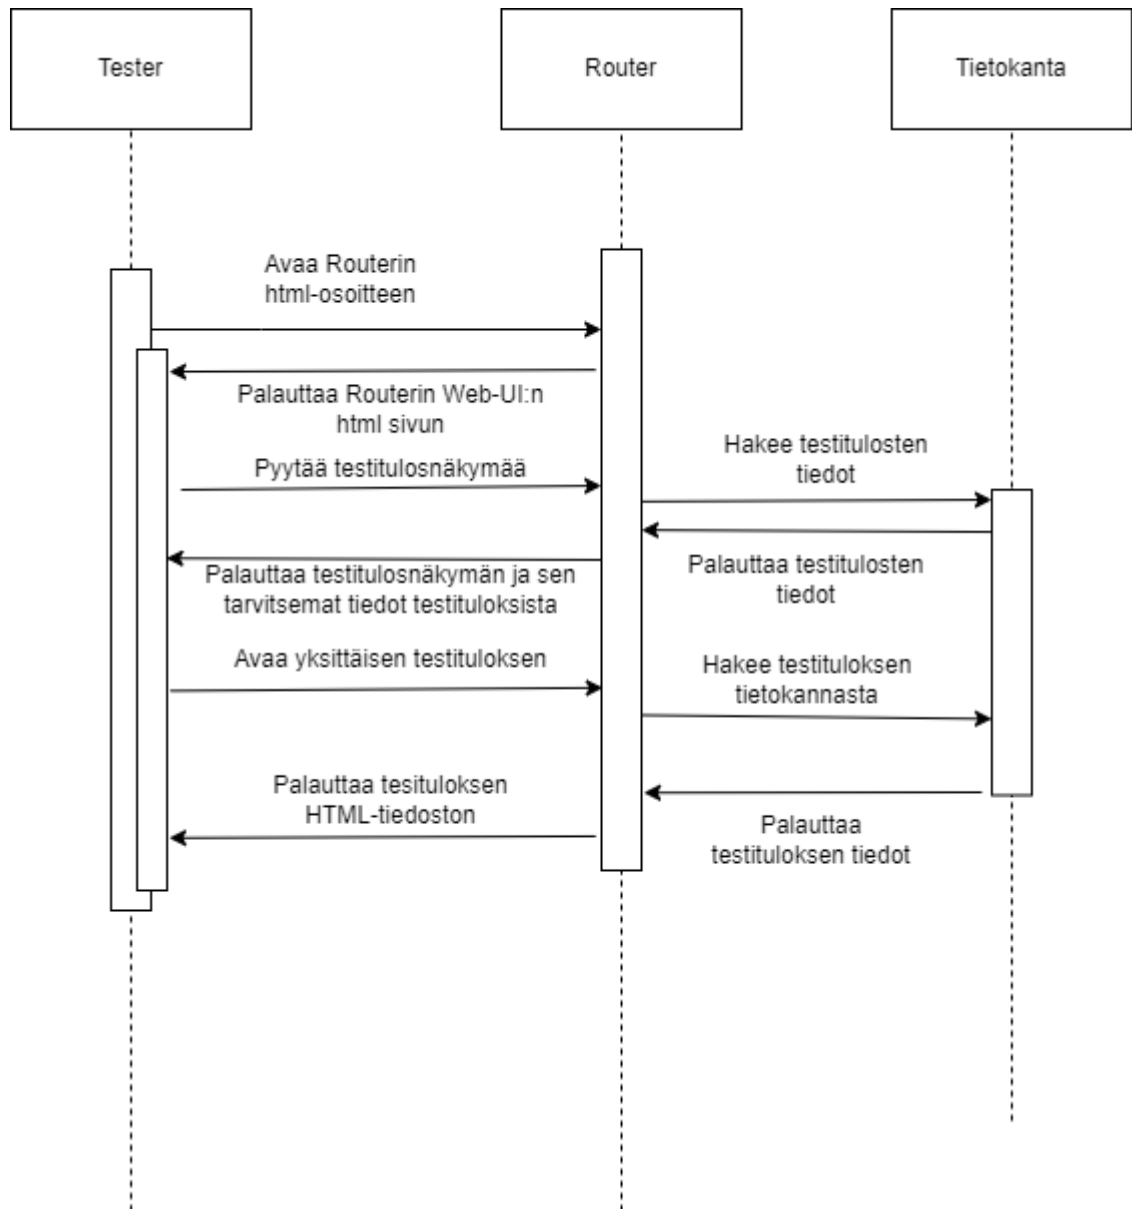 Tester
Router
Tietokanta
Avaa Routerin
html-osoitteen
Palauttaa Routerin Web-UI:n
html sivun
Pyytää testitulosnäkymää
Hakee testitulosten
tiedot
Palauttaa testitulosten
tiedot
Palauttaa testitulosnäkymän ja sen
tarvitsemat tiedot testituloksista
Avaa yksittäisen testituloksen
Hakee testituloksen
tietokannasta
Palauttaa tesituloksen
HTML-tiedoston
Palauttaa
testituloksen tiedot